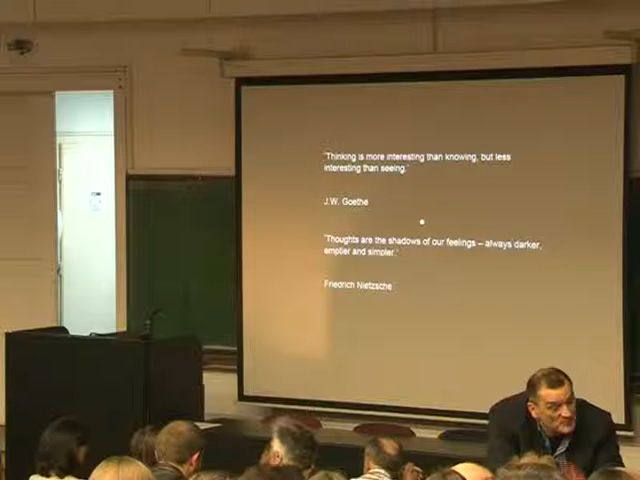 "Thinking is more interesting than knowing, but less
interesting than seeing."
J.W. Goethe
"Thoughts are the shadows of our feelings – always darker,
emptier and simpler."
Friedrich Nietzsche